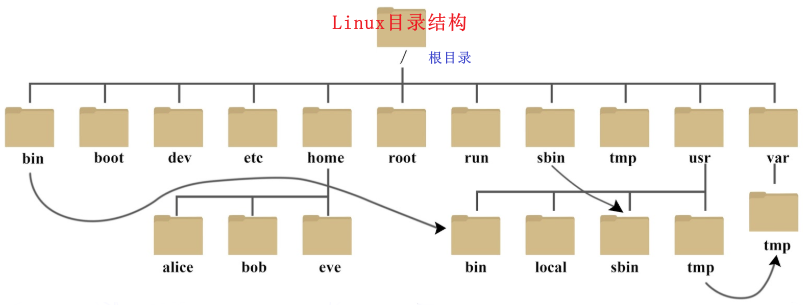 Linux目录结构
/ 根目录
bin boot dev etc home root run sbin tmp usr var
alice bob eve bin local sbin tmp tmp